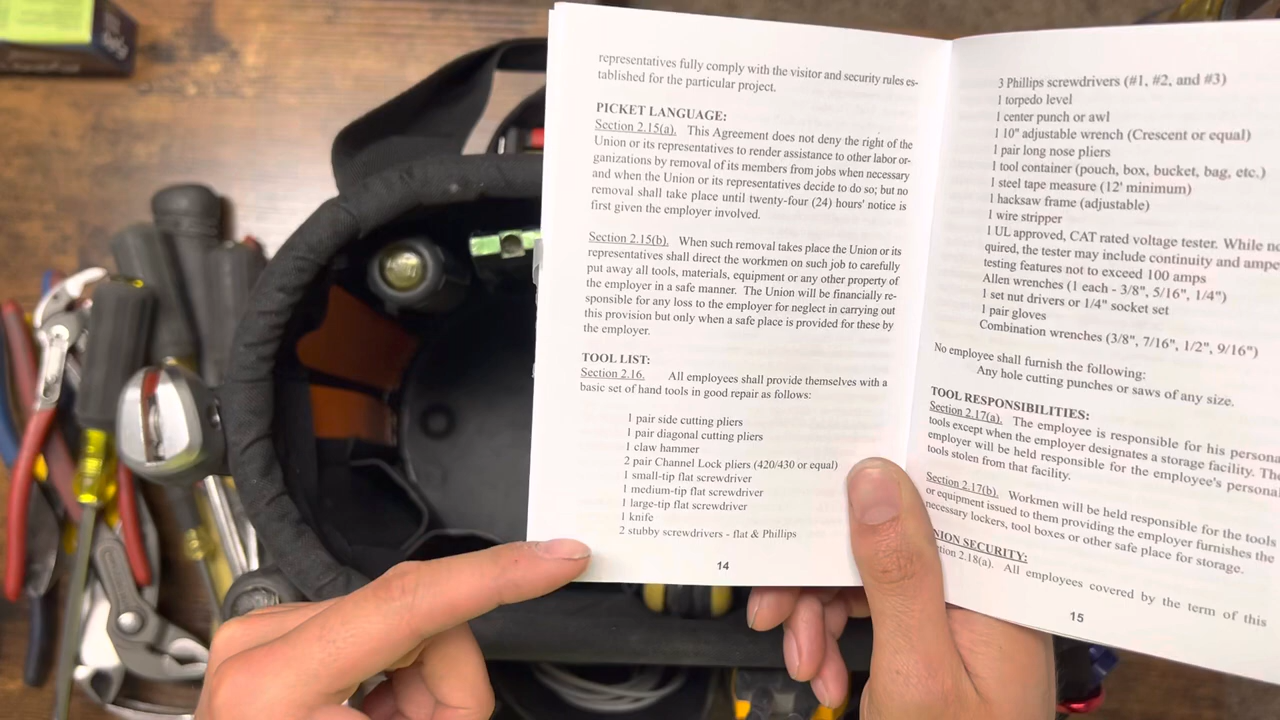 representatives fully comply with the visitor and security rules es-
tablished for the particular project.
PICKET LANGUAGE:
Section 2.15(a). This Agreement does not deny the right of the
Union or its representatives to render assistance to other labor or-
ganizations by removal of its members from jobs when necessary
and when the Union or its representatives decide to do so; but no
removal shall take place until twenty-four (24) hours' notice is
first given the employer involved.
Section 2.15(b). When such removal takes place the Union or its
representatives shall direct the workmen on such job to carefully
put away all tools, materials, equipment or any other property of
the employer in a safe manner. The Union will be financially re-
sponsible for any loss to the employer for neglect in carrying out
this provision but only when a safe place is provided for these by
the employer.
TOOL LIST:
Section 2.16. All employees shall provide themselves with a
basic set of hand tools in good repair as follows:
1 pair side cutting pliers
1 pair diagonal cutting pliers
1 claw hammer
2 pair Channel Lock pliers (420/430 or equal)
1 small-tip flat screwdriver
1 medium-tip flat screwdriver
1 large-tip flat screwdriver
1 knife
2 stubby screwdrivers - flat & Phillips
14
3 Phillips screwdrivers (#1, #2, and #3)
1 torpedo level
1 center punch or awl
1 10" adjustable wrench (Crescent or equal)
1 pair long nose pliers
1 tool container (pouch, box, bucket, bag, etc.)
1 steel tape measure (12' minimum)
1 hacksaw frame (adjustable)
1 wire stripper
1 UL approved, CAT rated voltage tester. While no
quired, the tester may include continuity and ampe
testing features not to exceed 100 amps
Allen wrenches (1 each - 3/8", 5/16", 1/4")
1 set nut drivers or 1/4" socket set
1 pair gloves
Combination wrenches (3/8", 7/16", 1/2", 9/16")
No employee shall furnish the following:
Any hole cutting punches or saws of any size.
TOOL RESPONSIBILITIES:
Section 2.17(a). The employee is responsible for his persona
tools except when the employer designates a storage facility. The
employer will be held responsible for the employee's persona
tools stolen from that facility.
Section 2.17(b). Workmen will be held responsible for the tools
or equipment issued to them providing the employer furnishes the
necessary lockers, tool boxes or other safe place for storage.
NION SECURITY:
ction 2.18(a). All employees covered by the term of this
15